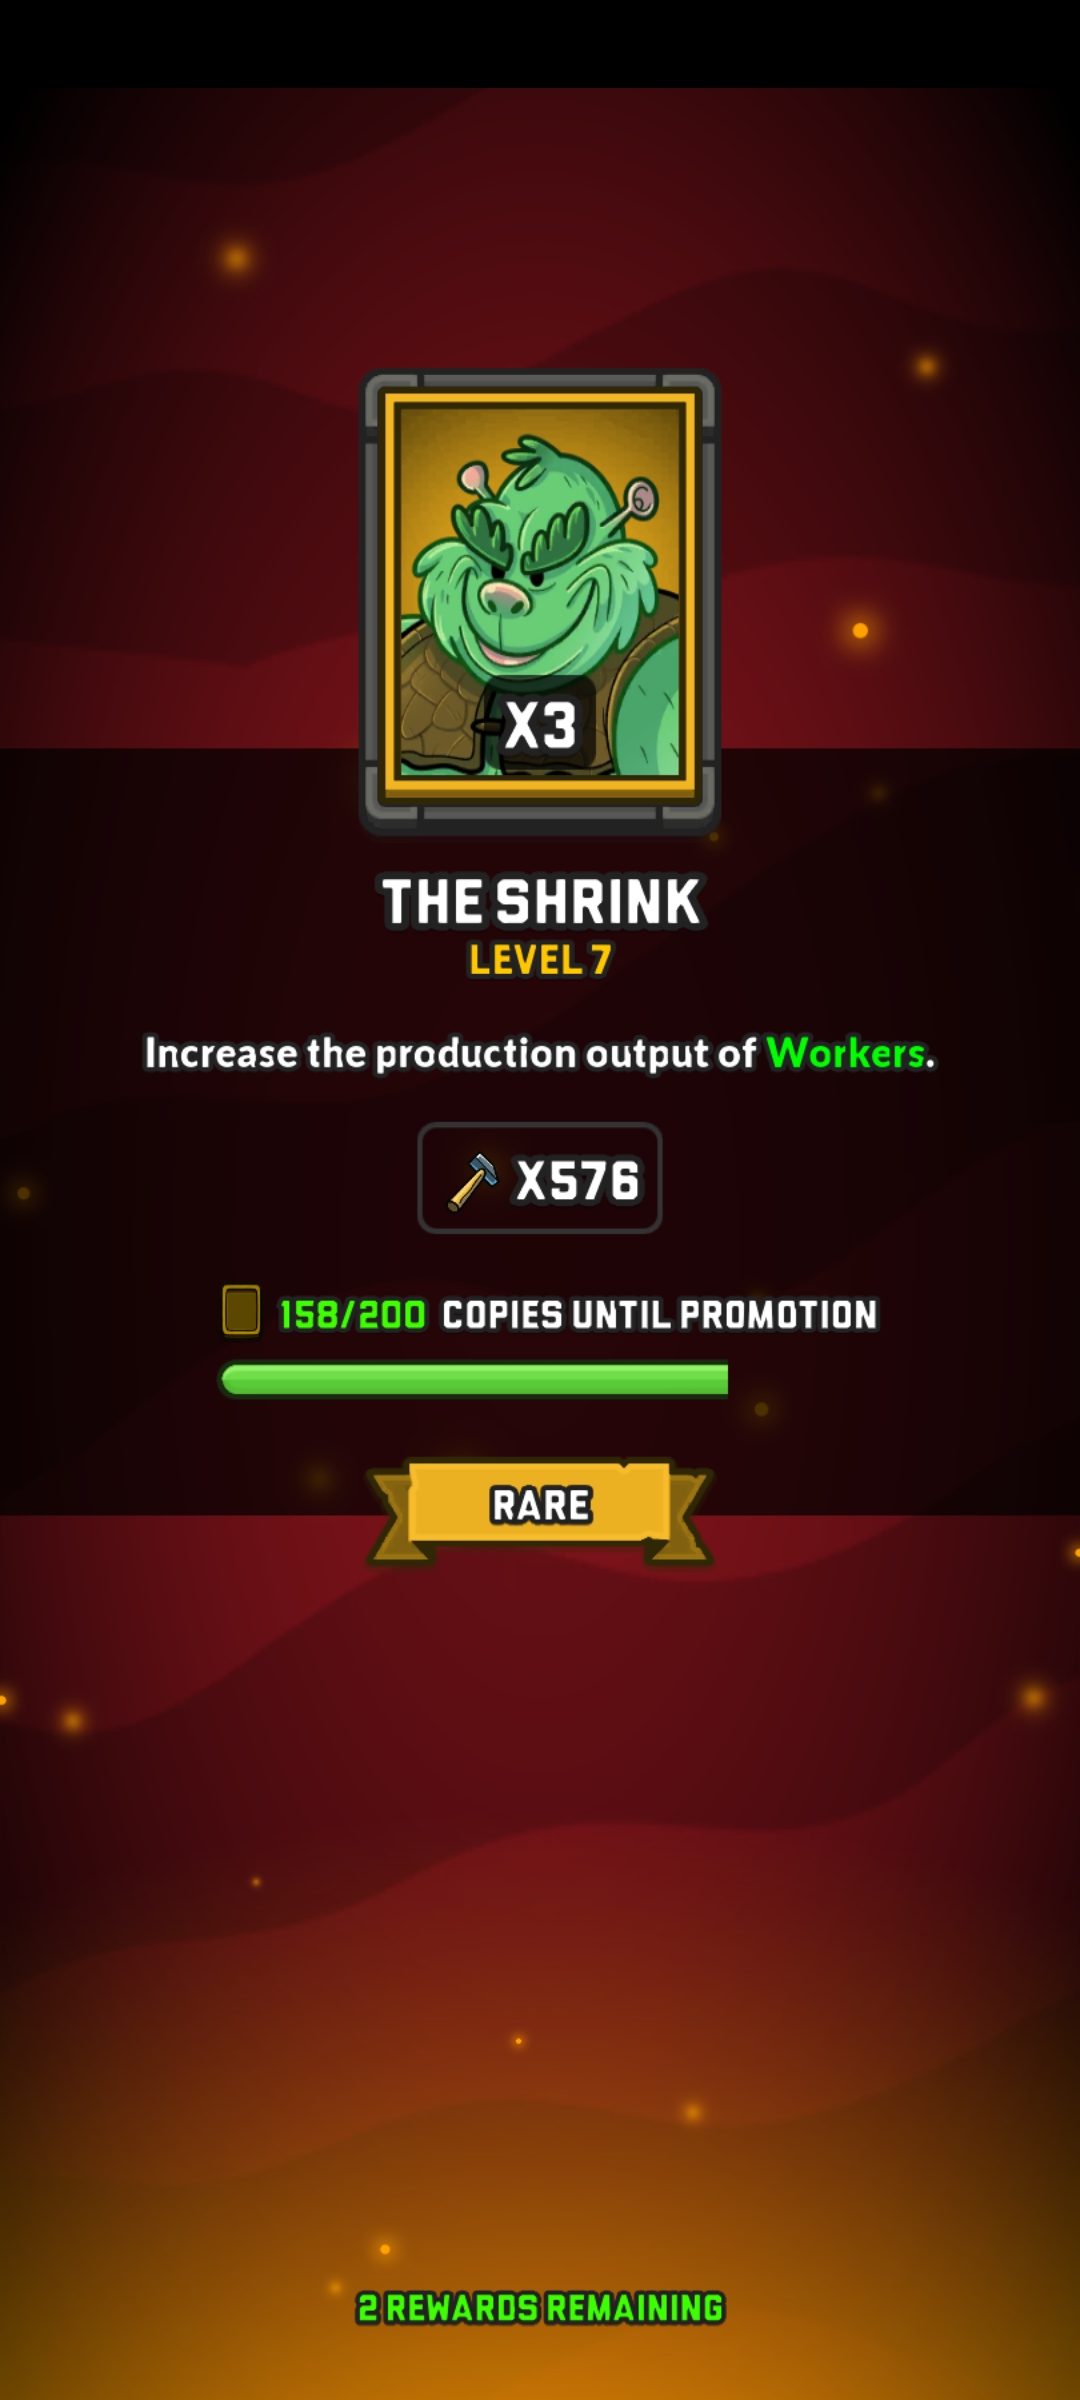 X3
THE SHRINK
LEVEL 7
Increase the production output of Workers.
X576
158/200 COPIES UNTIL PROMOTION
RARE
2 REWARDS REMAINING